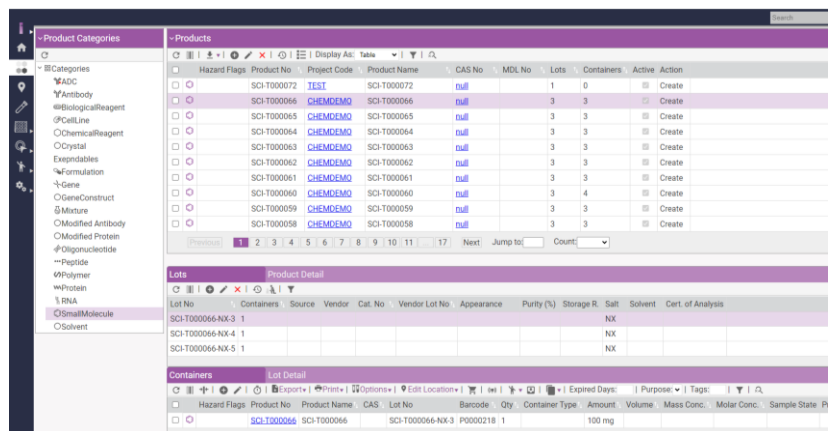 Search
Product Categories
Products
Display As: Table
Categories
ADC
Antibody
BiologicalReagent
CellLine
ChemicalReagent
Crystal
Exepndables
Formulation
Gene
GeneConstruct
Mixture
Modified Antibody
Modified Protein
Oligonucleotide
Peptide
Polymer
Protein
RNA
SmallMolecule
Solvent
Hazard Flags Product No Project Code Product Name CAS No MDL No Lots Containers Active Action
SCI-T000072 TEST SCI-T000072 null 1 0 Create
SCI-T000066 CHEMDEMO SCI-T000066 null 3 3 Create
SCI-T000065 CHEMDEMO SCI-T000065 null 3 3 Create
SCI-T000064 CHEMDEMO SCI-T000064 null 3 3 Create
SCI-T000063 CHEMDEMO SCI-T000063 null 3 3 Create
SCI-T000062 CHEMDEMO SCI-T000062 null 3 3 Create
SCI-T000061 CHEMDEMO SCI-T000061 null 3 3 Create
SCI-T000060 CHEMDEMO SCI-T000060 null 3 4 Create
SCI-T000059 CHEMDEMO SCI-T000059 null 3 3 Create
SCI-T000058 CHEMDEMO SCI-T000058 null 3 3 Create
Previous 1 2 3 4 5 6 7 8 9 10 11 ... 17 Next Jump to: Count:
Lots Product Detail
Lot No Containers Source Vendor Cat. No Vendor Lot No. Appearance Purity (%) Storage R. Salt Solvent Cert. of Analysis
SCI-T000066-NX-3 1 NX
SCI-T000066-NX-4 1 NX
SCI-T000066-NX-5 1 NX
Containers Lot Detail
Export Print Options Edit Location Expired Days: Purpose: Tags:
Hazard Flags Product No Product Name CAS Lot No Barcode Qty Container Type Amount Volume Mass Conc. Molar Conc. Sample State
SCI-T000066 SCI-T000066 SCI-T000066-NX-3 P0000218 1 100 mg